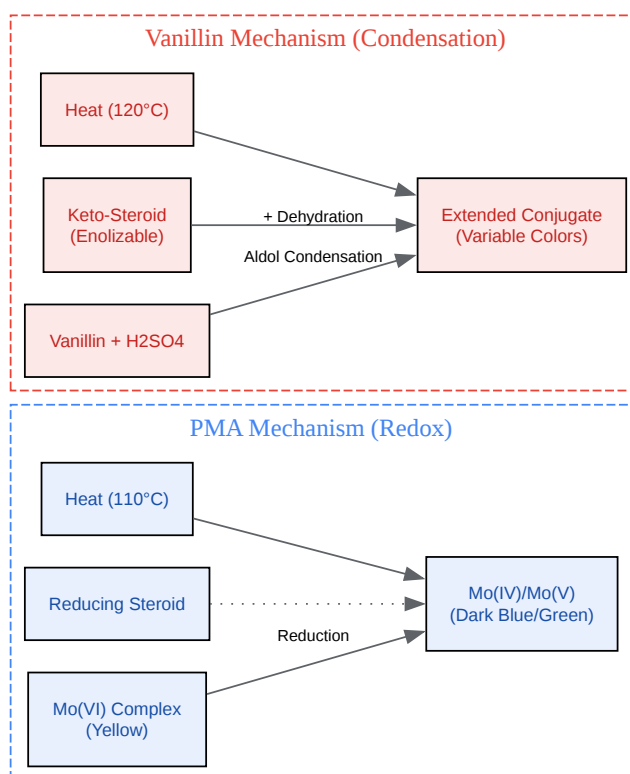 Vanillin Mechanism (Condensation)
Heat (120°C)
Keto-Steroid
(Enolizable)
+ Dehydration
Extended Conjugate
(Variable Colors)
Aldol Condensation
Vanillin + H2SO4
PMA Mechanism (Redox)
Heat (110°C)
Reducing Steroid
Mo(IV)/Mo(V)
(Dark Blue/Green)
Reduction
Mo(VI) Complex
(Yellow)